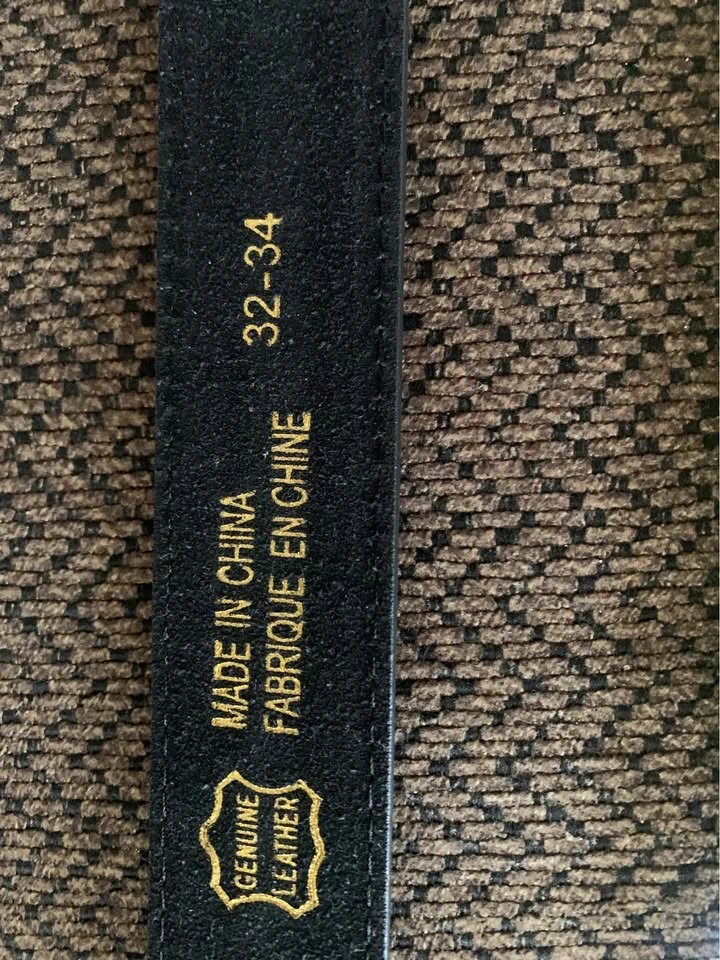 GENUINE
LEATHER
MADE IN CHINA
FABRIQUE EN CHINE
32-34